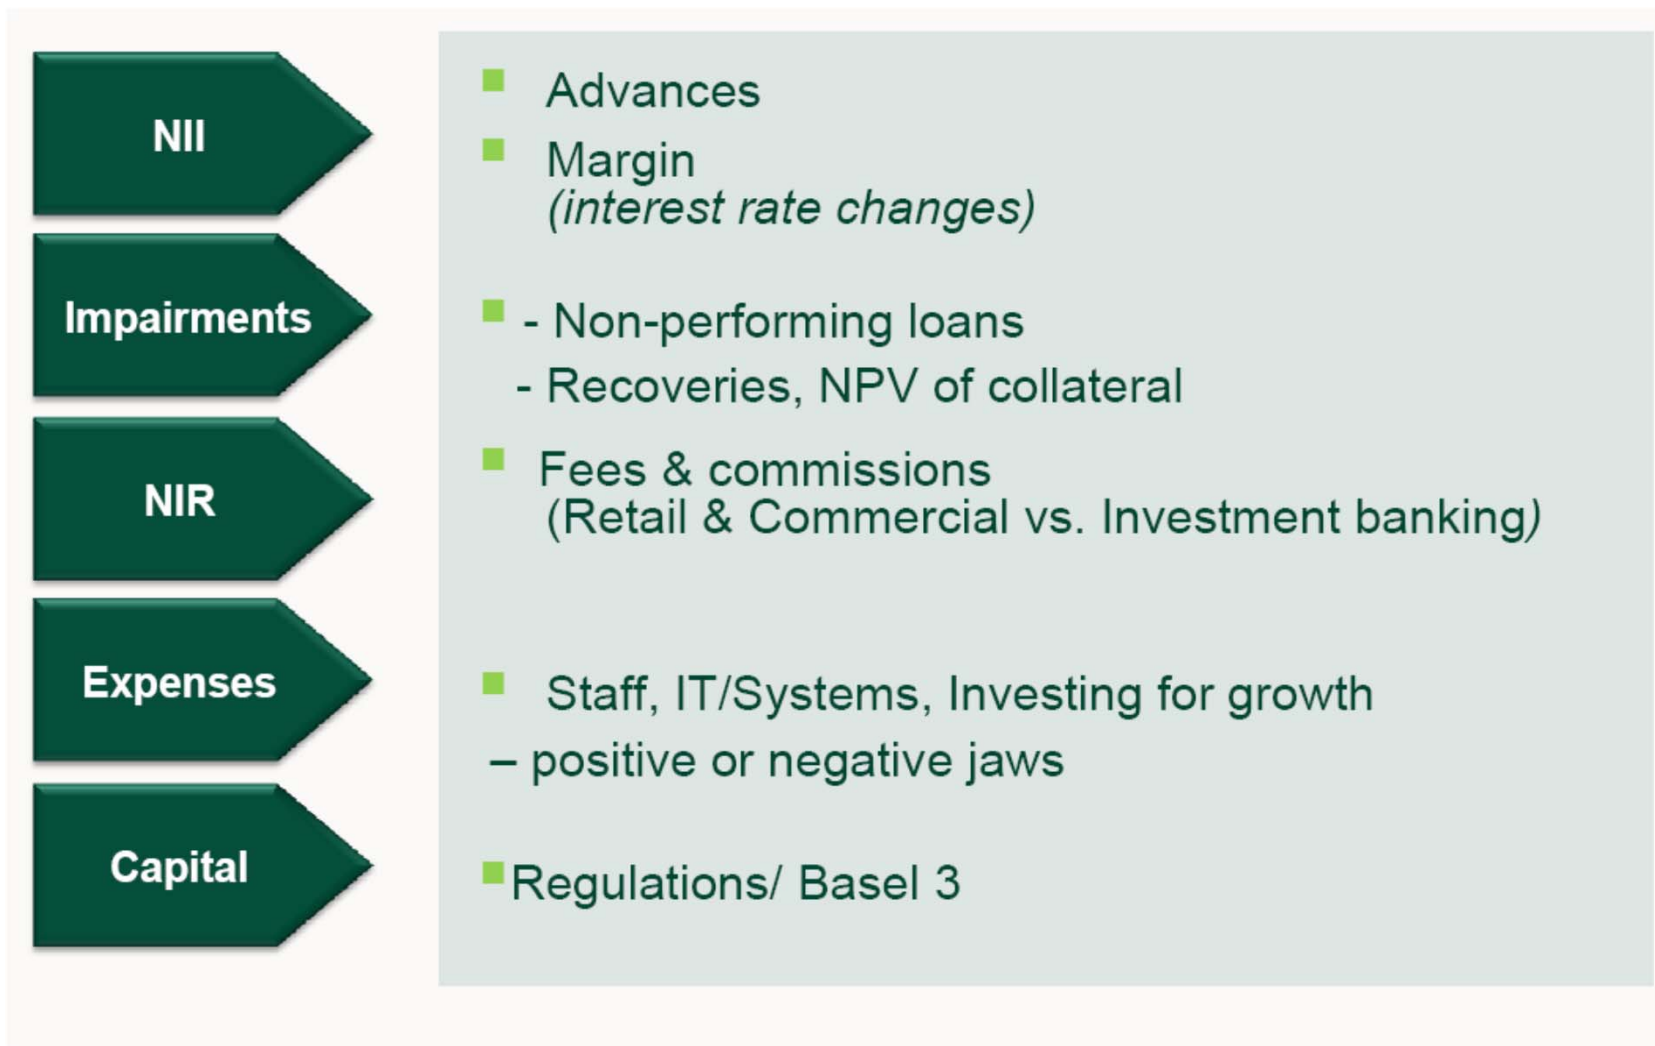 NII
Advances
Margin
(interest rate changes)
Impairments
- Non-performing loans
- Recoveries, NPV of collateral
NIR
Fees & commissions
(Retail & Commercial vs. Investment banking)
Expenses
Staff, IT/Systems, Investing for growth
– positive or negative jaws
Capital
Regulations/ Basel 3